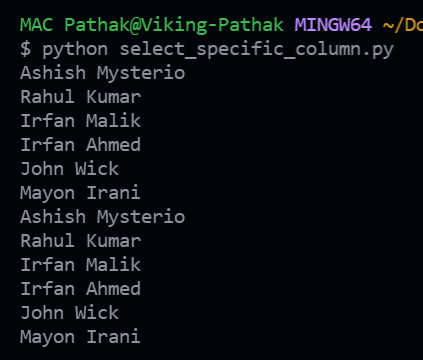 MAC Pathak@Viking-Pathak MINGW64 ~/Do
$ python select_specific_column.py
Ashish Mysterio
Rahul Kumar
Irfan Malik
Irfan Ahmed
John Wick
Mayon Irani
Ashish Mysterio
Rahul Kumar
Irfan Malik
Irfan Ahmed
John Wick
Mayon Irani